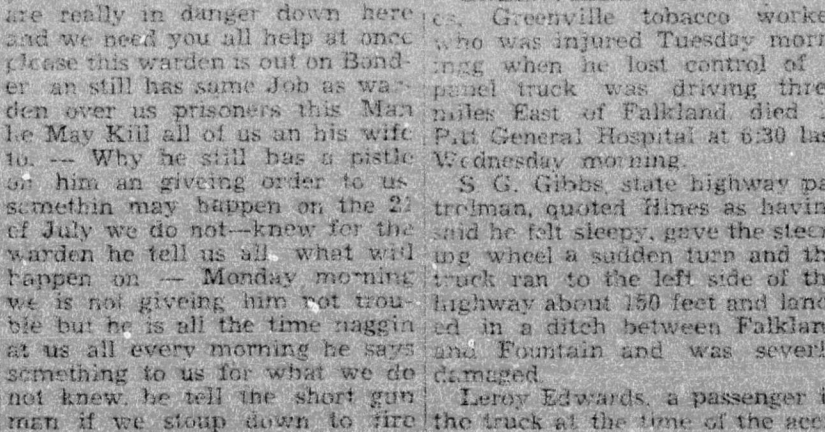 are really in danger down here
and we need you all help at once
please this warden is out on Bond-
er an still has same Job as war-
den over us prisoners this Man
he May Kiil all of us an his wife
to. — Why he still has a pistle
on him an giveing order to us
somethin may happen on the 21
of July we do not—knew for the
warden he tell us all what will
happen on — Monday morning
we is not giveing him not trou-
ble but he is all the time naggin
at us all every morning he says
something to us for what we do
not knew. he tell the short gun
man if we stoup down to fire
es, Greenville tobacco worke
who was injured Tuesday morn
ingg when he lost control of
panel truck was driving thre
miles East of Falkland died
Pitt General Hospital at 6:30 las
Wednesday morning.
S. G. Gibbs, state highway pa
trolman, quoted Hines as havin
said he felt sleepy, gave the steer
ing wheel a sudden turn and th
truck ran to the left side of th
highway about 150 feet and land
ed in a ditch between Falklan
and Fountain and was severl
damaged
Leroy Edwards, a passenger i
the truck at the time of the acc